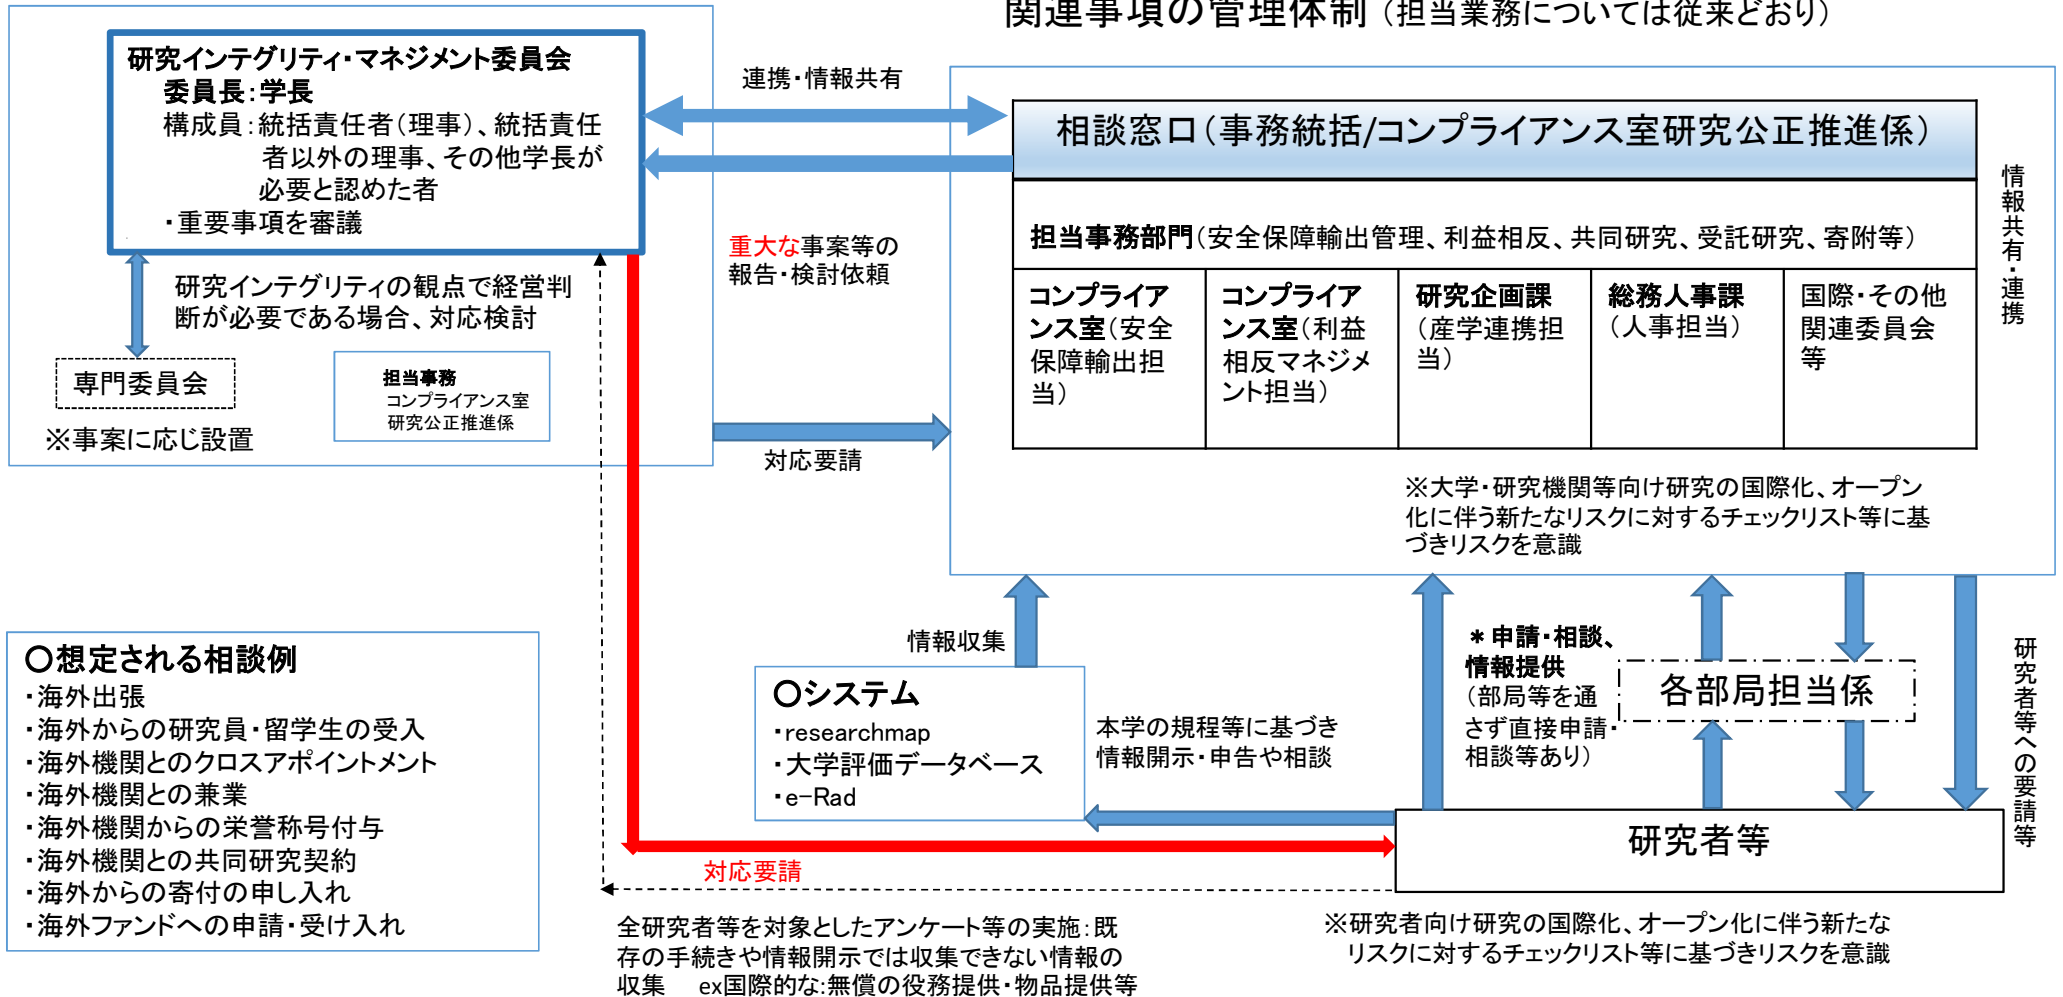 関連事項の管理体制（担当業務については従来どおり）
研究インテグリティ・マネジメント委員会
委員長：学長
構成員：統括責任者（理事）、統括責任
者以外の理事、その他学長が
必要と認めた者
・重要事項を審議
研究インテグリティの観点で経営判
断が必要である場合、対応検討
専門委員会
※事案に応じ設置
担当事務
コンプライアンス室
研究公正推進係
連携・情報共有
重大な事案等の
報告・検討依頼
対応要請
相談窓口（事務統括/コンプライアンス室研究公正推進係）
担当事務部門（安全保障輸出管理、利益相反、共同研究、受託研究、寄附等）
コンプライア
ンス室（安全
保障輸出担
当）
コンプライア
ンス室（利益
相反マネジメ
ント担当）
研究企画課
（産学連携担
当）
総務人事課
（人事担当）
国際・その他
関連委員会
等
情報共有・連携
※大学・研究機関等向け研究の国際化、オープン
化に伴う新たなリスクに対するチェックリスト等に基
づきリスクを意識
〇想定される相談例
・海外出張
・海外からの研究員・留学生の受入
・海外機関とのクロスアポイントメント
・海外機関との兼業
・海外機関からの栄誉称号付与
・海外機関との共同研究契約
・海外からの寄付の申し入れ
・海外ファンドへの申請・受け入れ
情報収集
〇システム
・researchmap
・大学評価データベース
・e-Rad
本学の規程等に基づき
情報開示・申告や相談
＊申請・相談、
情報提供
（部局等を通
さず直接申請・
相談等あり）
各部局担当係
研究者等への要請等
研究者等
対応要請
全研究者等を対象としたアンケート等の実施：既
存の手続きや情報開示では収集できない情報の
収集　ex国際的な:無償の役務提供・物品提供等
※研究者向け研究の国際化、オープン化に伴う新たな
リスクに対するチェックリスト等に基づきリスクを意識